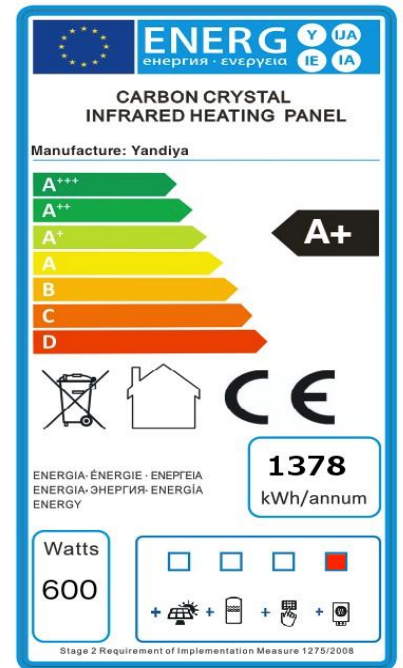 ENERG Y IJA
енергия · ενεργεια IE IA
CARBON CRYSTAL
INFRARED HEATING PANEL
Manufacture: Yandiya
A+++
A++
A+
A
B
C
D
A+
CE
ENERGIA- ÉNERGIE · ΕΝΕΡΓΕΙΑ
ENERGIA- ЭНЕРГИЯ- ENERGÍA
ENERGY
1378
kWh/annum
Watts
600
+ + + +
Stage 2 Requirement of Implementation Measure 1275/2008